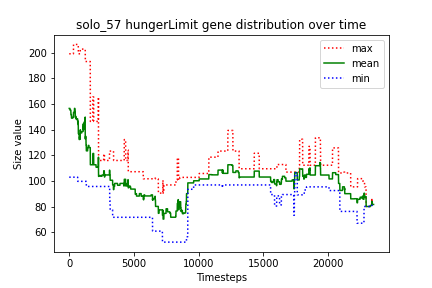 solo_57 hungerLimit gene distribution over time
max
mean
min
Size value
200
180
160
140
120
100
80
60
0
5000
10000
15000
20000
Timesteps